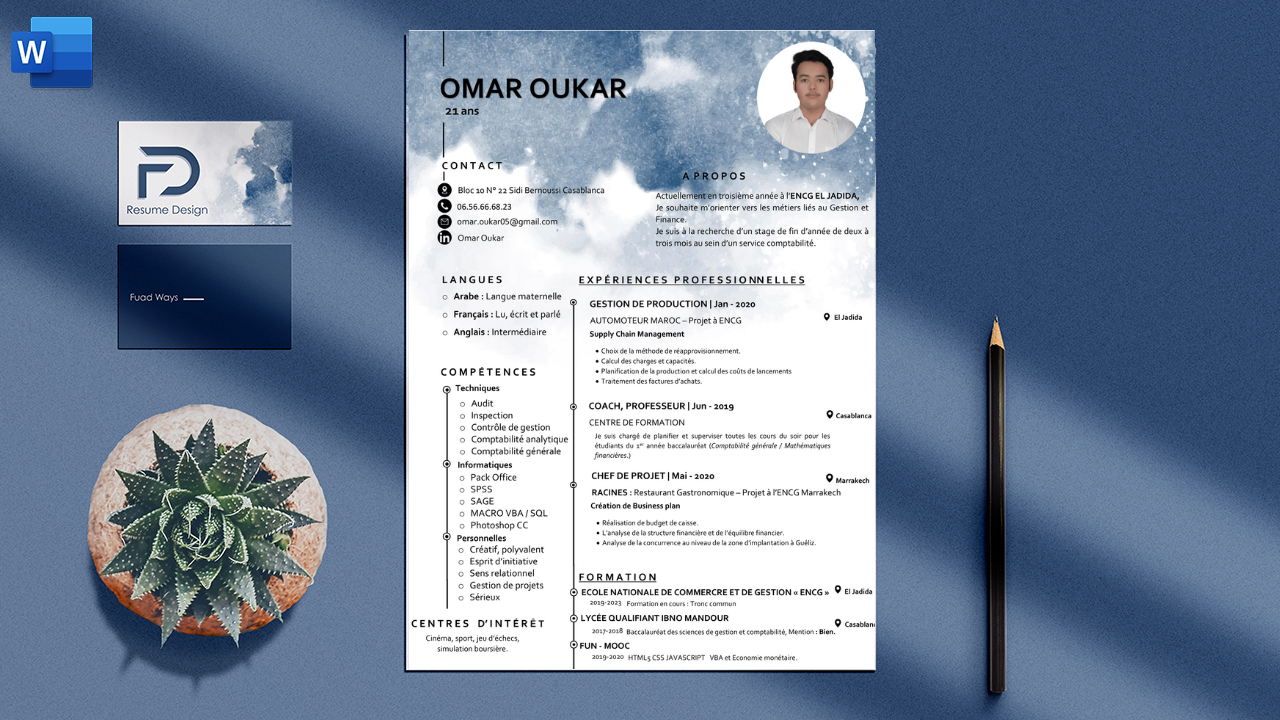 W
FD
Resume Design
Fuad Ways
OMAR OUKAR
21 ans
CONTACT
Bloc 10 N° 22 Sidi Bernoussi Casablanca
06.56.66.68.23
omar.oukar05@gmail.com
in Omar Oukar
A PROPOS
Actuellement en troisième année à l'ENCG EL JADIDA,
Je souhaite m'orienter vers les métiers liés au Gestion et
Finance.
Je suis à la recherche d'un stage de fin d'année de deux à
trois mois au sein d'un service comptabilité.
LANGUES
Arabe : Langue maternelle
Français : Lu, écrit et parlé
Anglais : Intermédiaire
COMPÉTENCES
Techniques
Audit
Inspection
Contrôle de gestion
Comptabilité analytique
Comptabilité générale
Informatiques
Pack Office
SPSS
SAGE
MACRO VBA / SQL
Photoshop CC
Personnelles
Créatif, polyvalent
Esprit d'initiative
Sens relationnel
Gestion de projets
Sérieux
CENTRES D'INTÉRÊT
Cinéma, sport, jeu d'échecs,
simulation boursière.
EXPÉRIENCES PROFESSIONNELLES
GESTION DE PRODUCTION | Jan - 2020
El Jadida
AUTOMOTEUR MAROC – Projet à ENCG
Supply Chain Management
• Choix de la méthode de réapprovisionnement.
• Calcul des charges et capacités.
• Planification de la production et calcul des coûts de lancements
• Traitement des factures d'achats.
COACH, PROFESSEUR | Jun - 2019
Casablanca
CENTRE DE FORMATION
Je suis chargé de planifier et superviser toutes les cours du soir pour les
étudiants du 1er année baccalauréat (Comptabilité générale / Mathématiques
financières.)
CHEF DE PROJET | Mai - 2020
Marrakech
RACINES : Restaurant Gastronomique – Projet à l'ENCG Marrakech
Création de Business plan
• Réalisation de budget de caisse.
• L'analyse de la structure financière et de l'équilibre financier.
• Analyse de la concurrence au niveau de la zone d'implantation à Guéliz.
FORMATION
ECOLE NATIONALE DE COMMERCRE ET DE GESTION « ENCG »
El Jadida
2019-2023 Formation en cours : Tronc commun
LYCÉE QUALIFIANT IBNO MANDOUR
Casablan
2017-2018 Baccalauréat des sciences de gestion et comptabilité, Mention : Bien.
FUN - MOOC
2019-2020 HTML5 CSS JAVASCRIPT VBA et Economie monétaire.